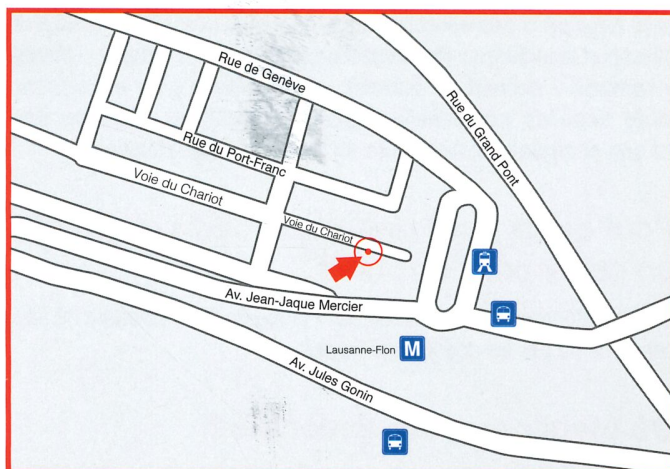 Rue de Genève
Rue du Grand Pont
Rue du Port-Franc
Voie du Chariot
Voie du Chariot
Av. Jean-Jaque Mercier
Lausanne-Flon M
Av. Jules Gonin